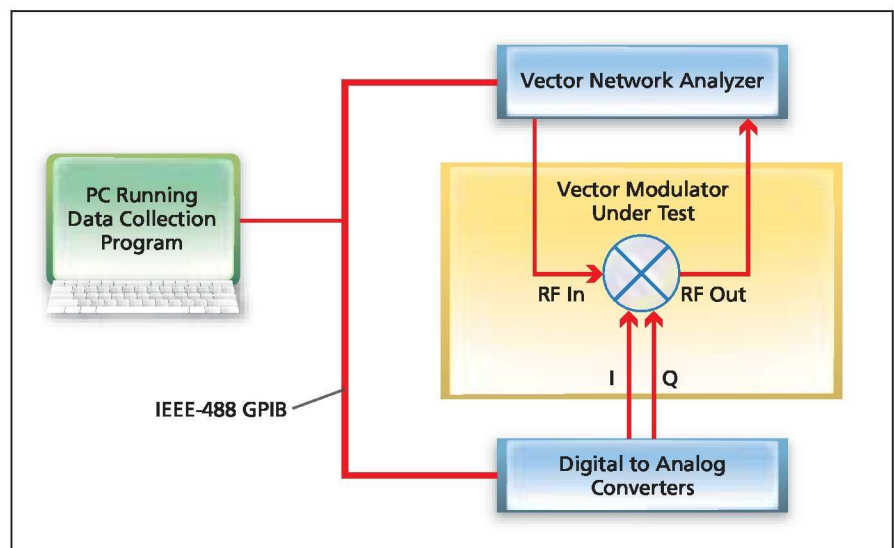 Vector Network Analyzer
PC Running
Data Collection
Program
Vector Modulator
Under Test
RF In
RF Out
I
Q
IEEE-488 GPIB
Digital to Analog
Converters